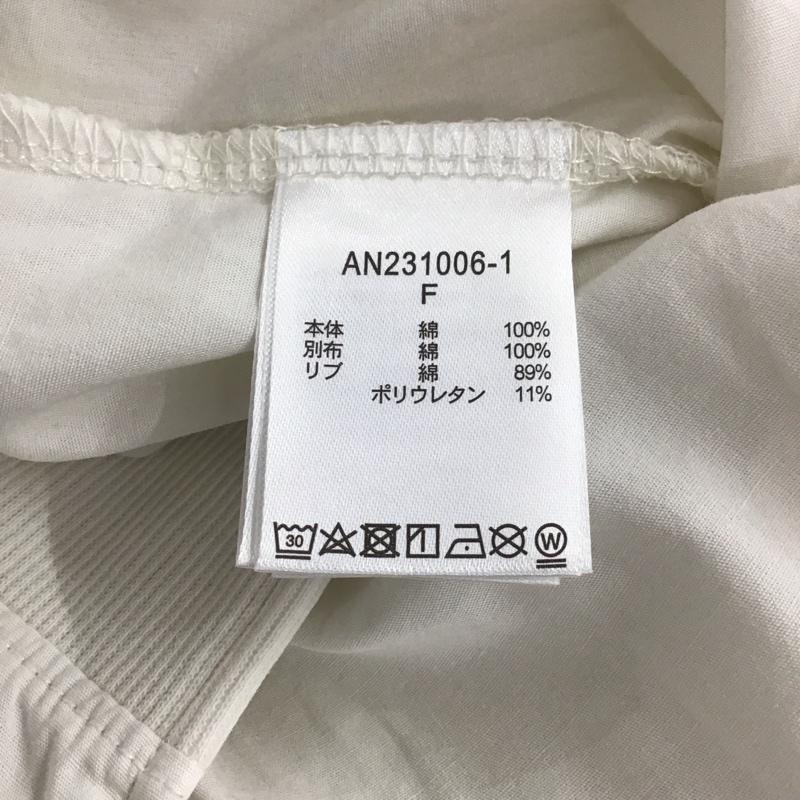 AN231006-1
F
本体 綿 100%
別布 綿 100%
リブ 綿 89%
ポリウレタン 11%
30 W